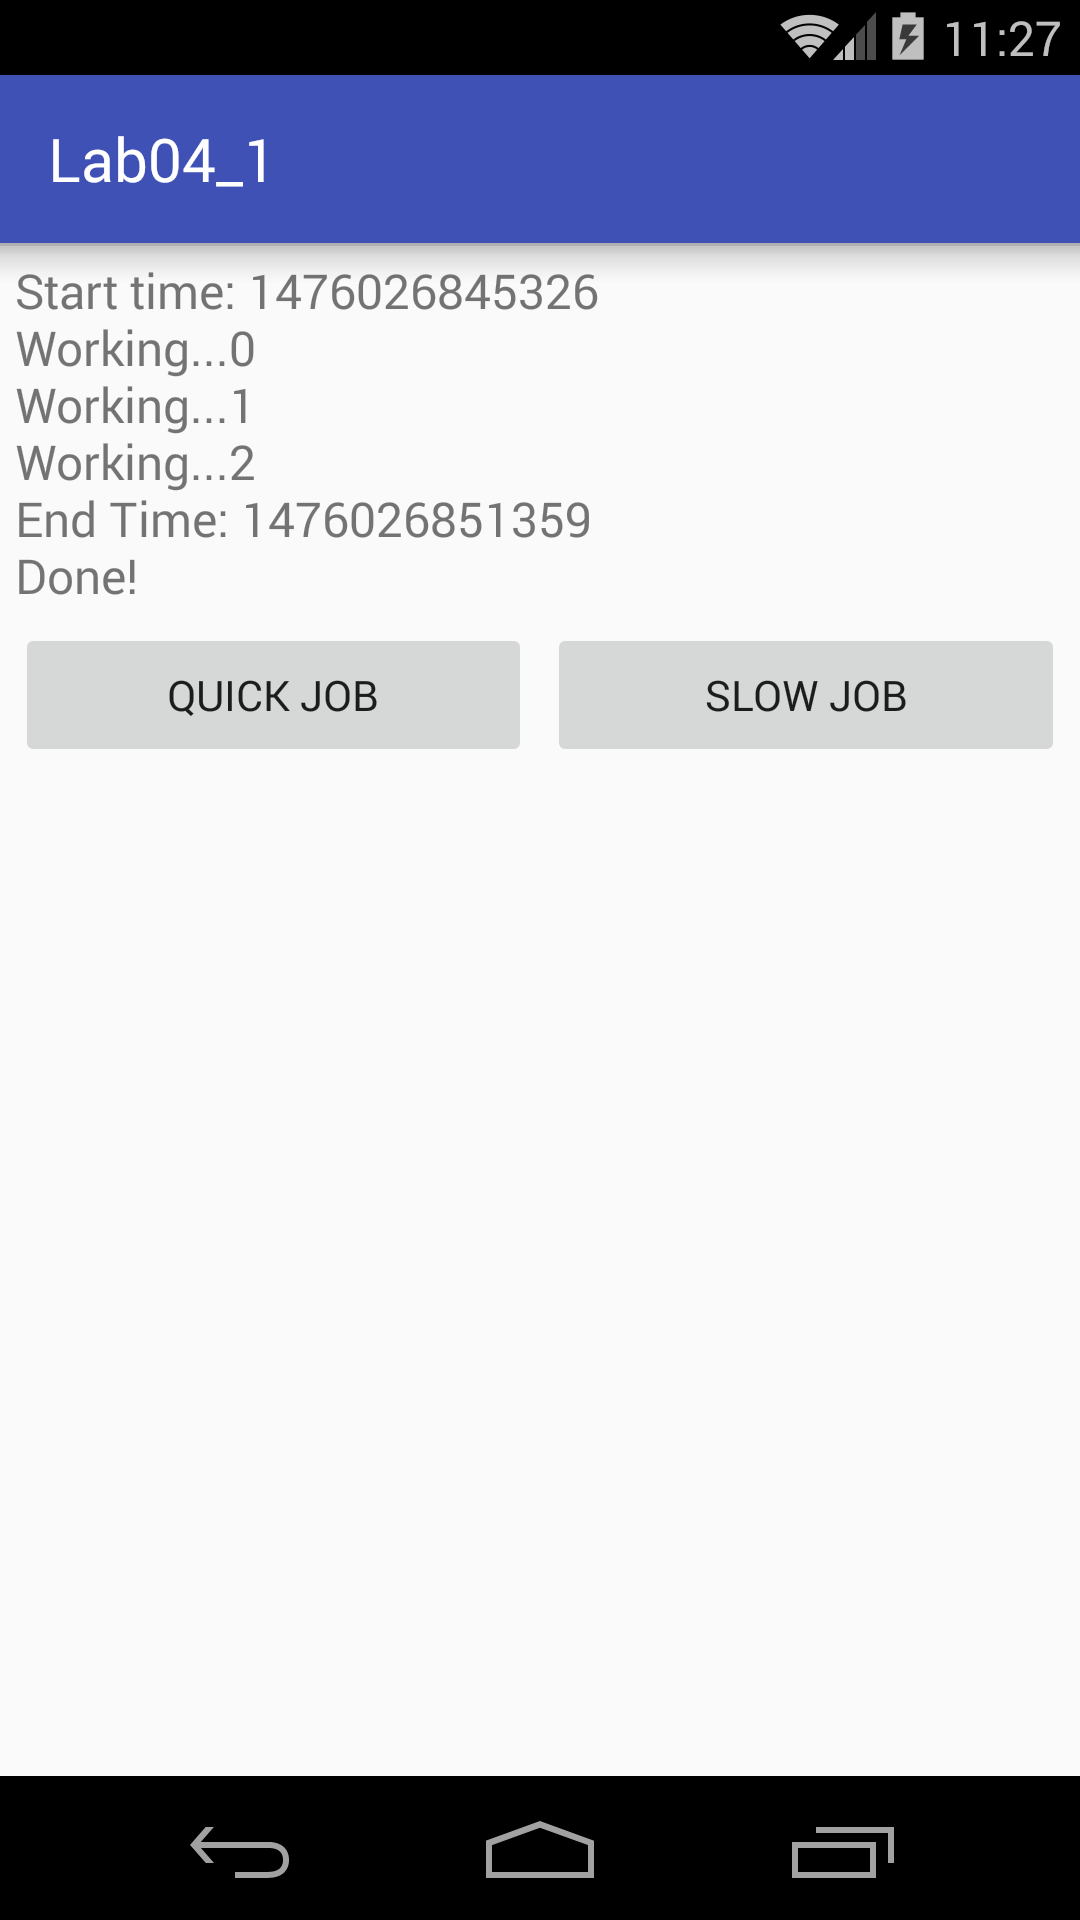 11:27
Lab04_1
Start time: 1476026845326
Working...0
Working...1
Working...2
End Time: 1476026851359
Done!
QUICK JOB
SLOW JOB